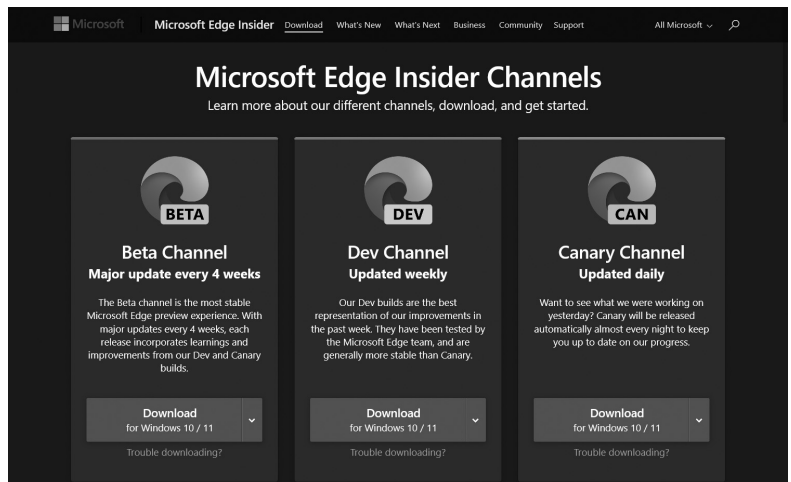 Microsoft Microsoft Edge Insider Download What's New What's Next Business Community Support All Microsoft
Microsoft Edge Insider Channels
Learn more about our different channels, download, and get started.
BETA
Beta Channel
Major update every 4 weeks
The Beta channel is the most stable
Microsoft Edge preview experience. With
major updates every 4 weeks, each
release incorporates learnings and
improvements from our Dev and Canary
builds.
Download
for Windows 10 / 11
Trouble downloading?
DEV
Dev Channel
Updated weekly
Our Dev builds are the best
representation of our improvements in
the past week. They have been tested by
the Microsoft Edge team, and are
generally more stable than Canary.
Download
for Windows 10 / 11
Trouble downloading?
CAN
Canary Channel
Updated daily
Want to see what we were working on
yesterday? Canary will be released
automatically almost every night to keep
you up to date on our progress.
Download
for Windows 10 / 11
Trouble downloading?